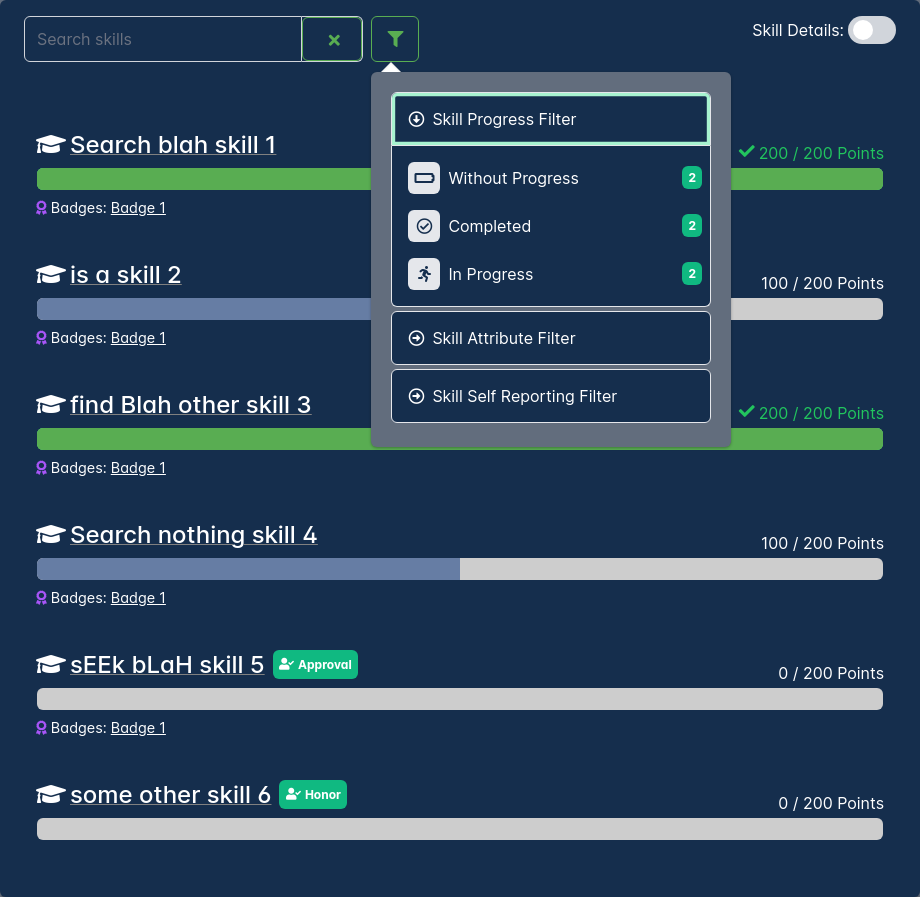 Search skills
Skill Details:
Skill Progress Filter
Without Progress 2
Completed 2
In Progress 2
Skill Attribute Filter
Skill Self Reporting Filter
Search blah skill 1
200 / 200 Points
Badges: Badge 1
is a skill 2
100 / 200 Points
Badges: Badge 1
find Blah other skill 3
200 / 200 Points
Badges: Badge 1
Search nothing skill 4
100 / 200 Points
Badges: Badge 1
sEEk bLaH skill 5 Approval
0 / 200 Points
Badges: Badge 1
some other skill 6 Honor
0 / 200 Points